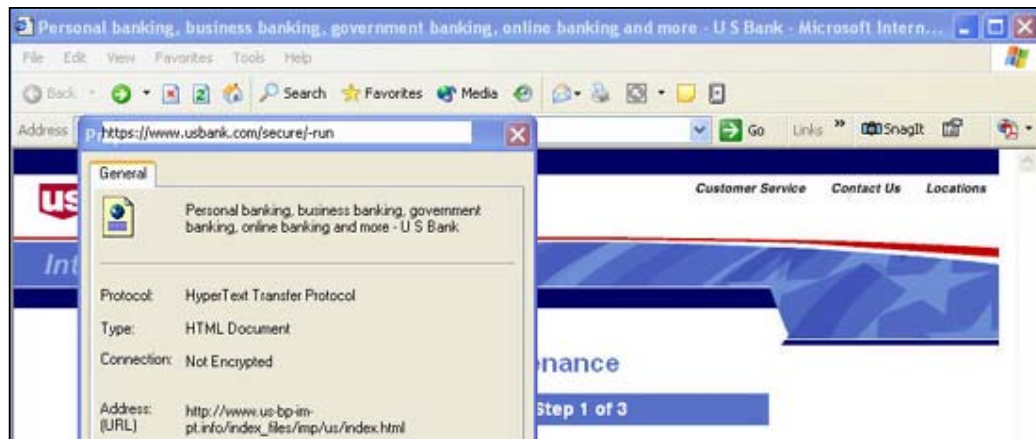 Personal banking, business banking, government banking, online banking and more - U S Bank - Microsoft Intern...
File Edit View Favorites Tools Help
Back Search Favorites Media
Address https://www.usbank.com/secure/-run Go Links » SnagIt
General
us
Customer Service Contact Us Locations
Personal banking, business banking, government
banking, online banking and more - U S Bank
Int
Protocol: HyperText Transfer Protocol
Type: HTML Document
Connection: Not Encrypted
nance
Address: http://www.us-bp-im-
(URL) pt.info/index_files/imp/us/index.html
Step 1 of 3